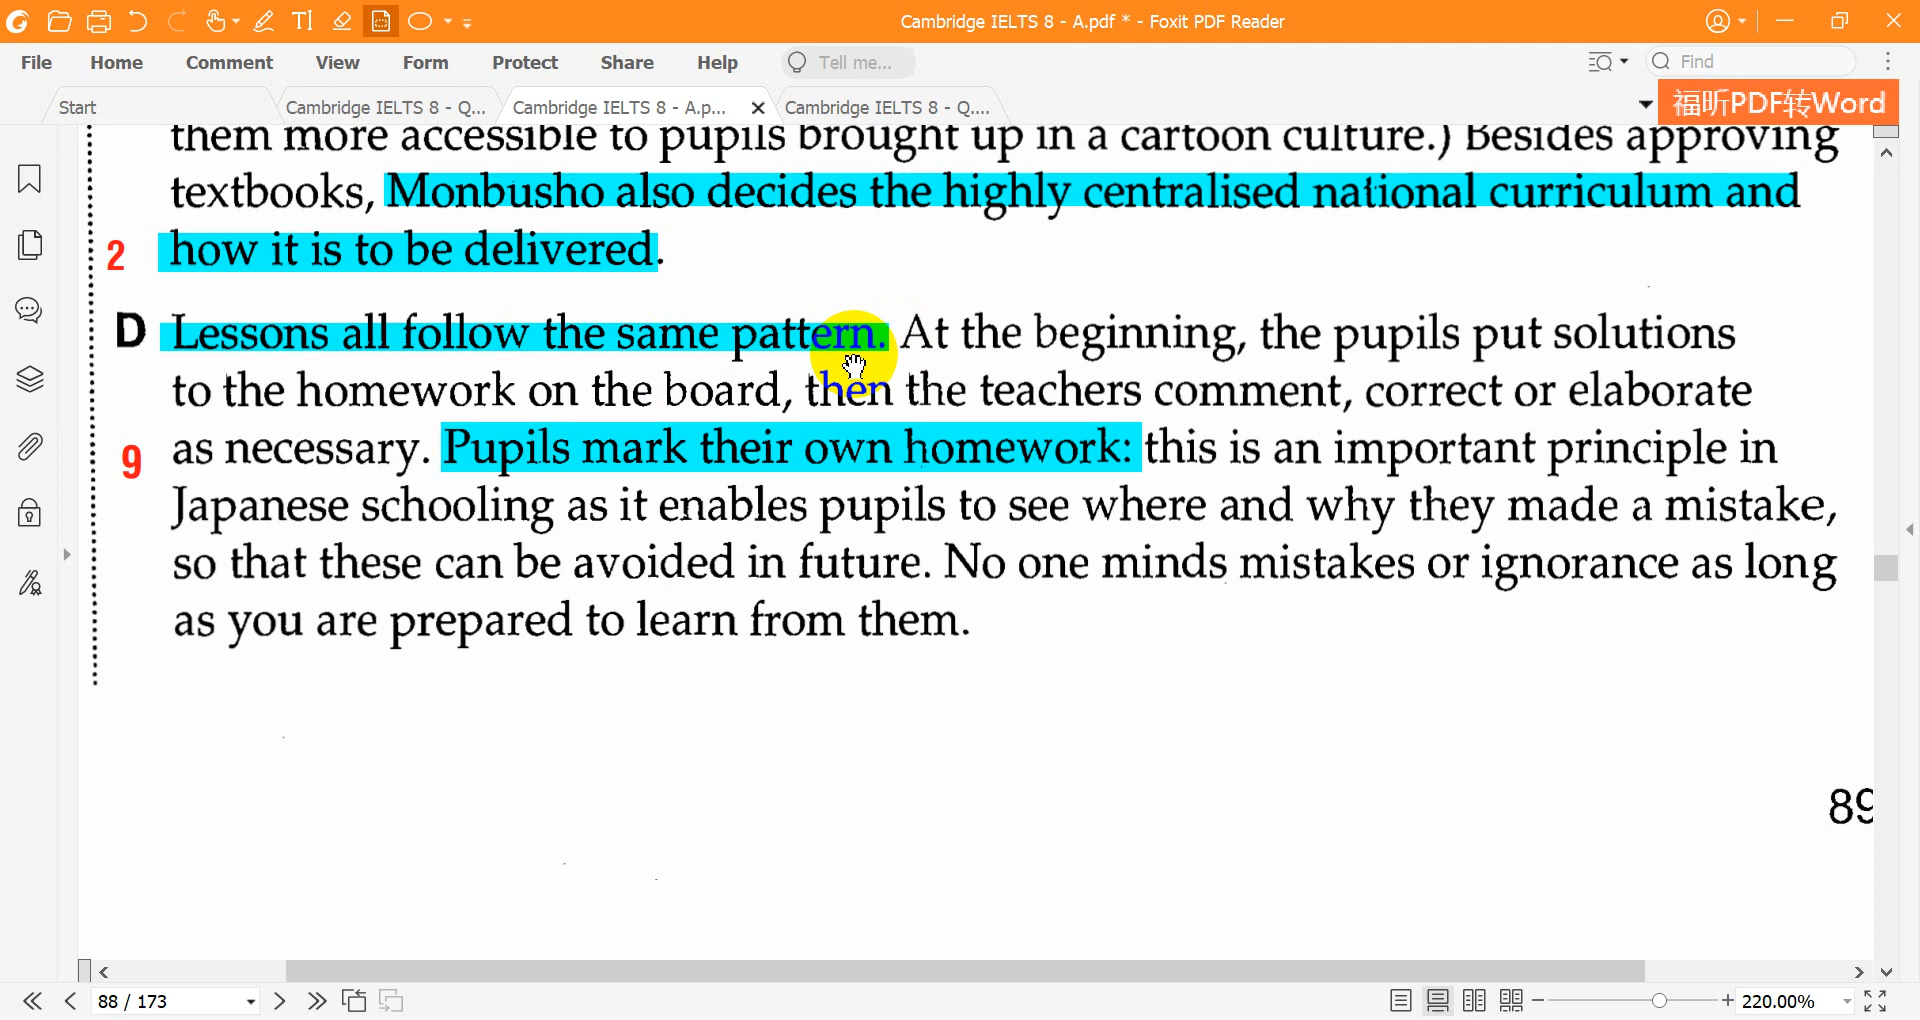 Cambridge IELTS 8 - A.pdf * - Foxit PDF Reader
File Home Comment View Form Protect Share Help Tell me... Find
Start Cambridge IELTS 8 - Q... Cambridge IELTS 8 - A.p... Cambridge IELTS 8 - Q.... 福昕PDF转Word
them more accessible to pupils brought up in a cartoon culture.) Besides approving
textbooks, Monbusho also decides the highly centralised national curriculum and
2 how it is to be delivered.
D Lessons all follow the same pattern. At the beginning, the pupils put solutions
to the homework on the board, then the teachers comment, correct or elaborate
9 as necessary. Pupils mark their own homework: this is an important principle in
Japanese schooling as it enables pupils to see where and why they made a mistake,
so that these can be avoided in future. No one minds mistakes or ignorance as long
as you are prepared to learn from them.
89
88 / 173 220.00%